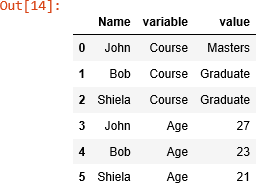 Out[14]:
Name variable value
0 John Course Masters
1 Bob Course Graduate
2 Shiela Course Graduate
3 John Age 27
4 Bob Age 23
5 Shiela Age 21